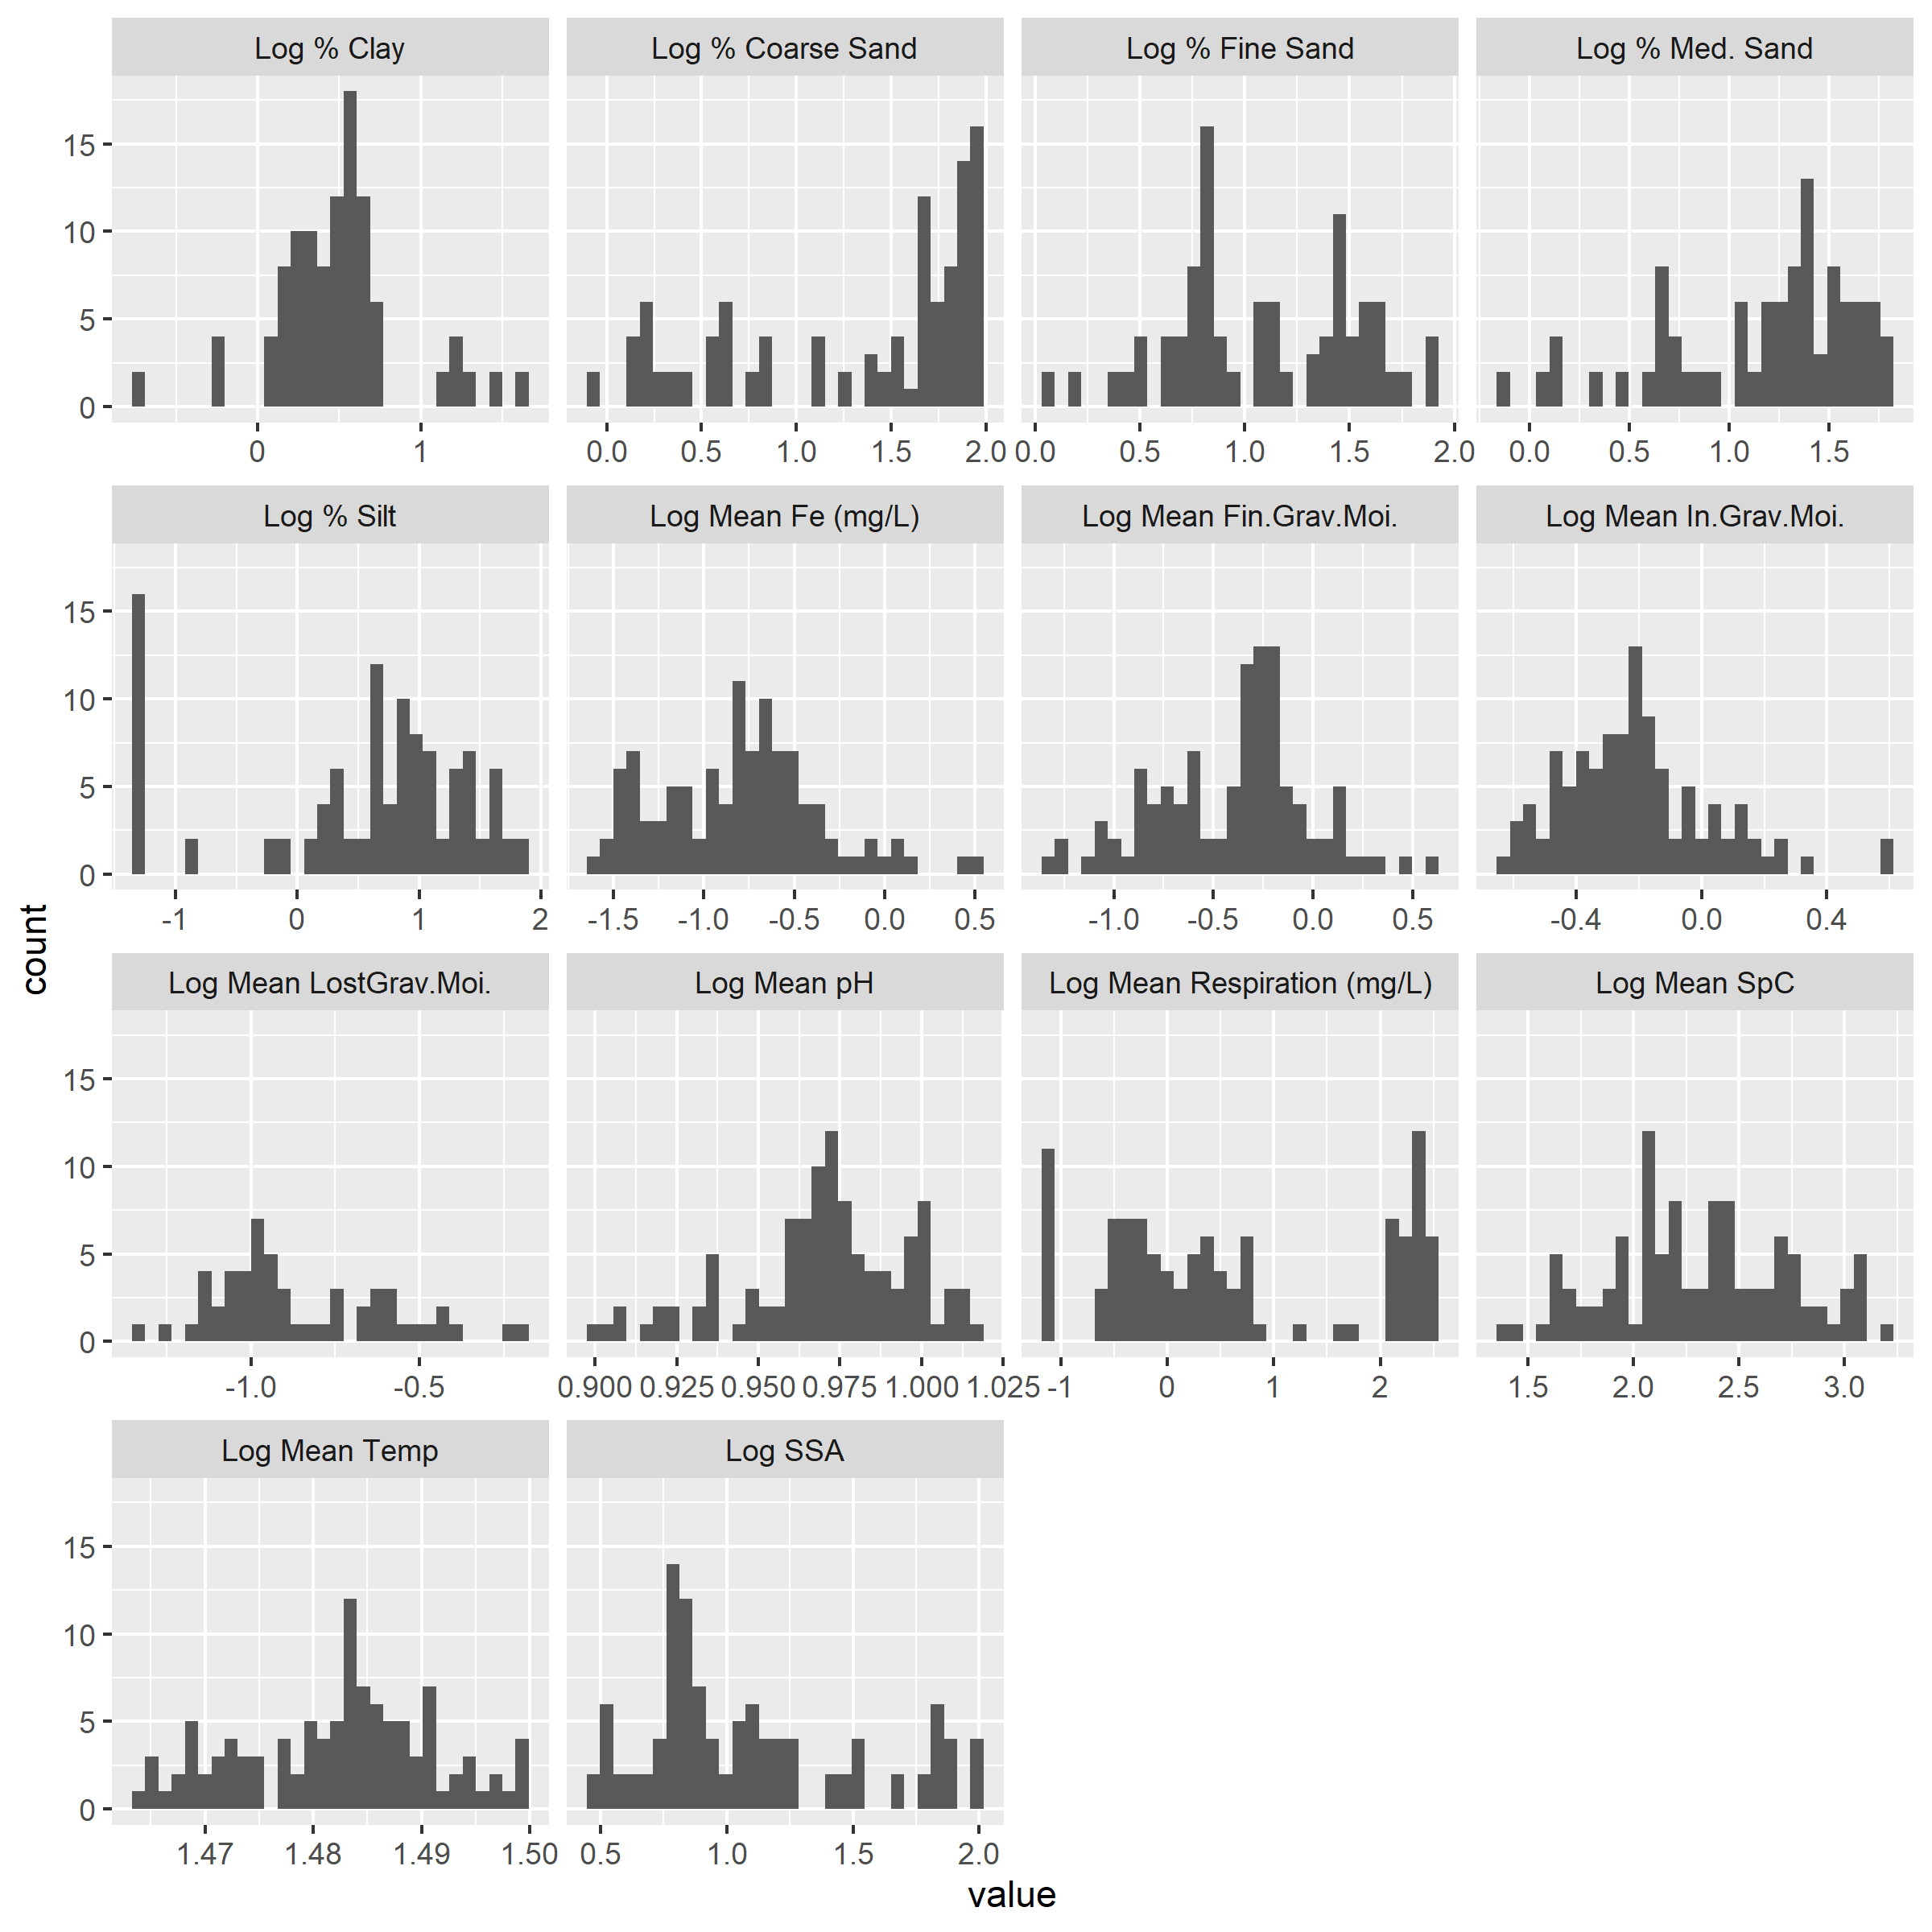 Log % Clay
Log % Coarse Sand
Log % Fine Sand
Log % Med. Sand
15
10
5
0
0 1
0.0 0.5 1.0 1.5 2.0
0.0 0.5 1.0 1.5 2.0
0.0 0.5 1.0 1.5
Log % Silt
Log Mean Fe (mg/L)
Log Mean Fin.Grav.Moi.
Log Mean In.Grav.Moi.
15
10
5
0
-1 0 1 2
-1.5 -1.0 -0.5 0.0 0.5
-1.0 -0.5 0.0 0.5
-0.4 0.0 0.4
count
Log Mean LostGrav.Moi.
Log Mean pH
Log Mean Respiration (mg/L)
Log Mean SpC
15
10
5
0
-1.0 -0.5
0.900 0.925 0.950 0.975 1.000 1.025
-1 0 1 2
1.5 2.0 2.5 3.0
Log Mean Temp
Log SSA
15
10
5
0
1.47 1.48 1.49 1.50
0.5 1.0 1.5 2.0
value